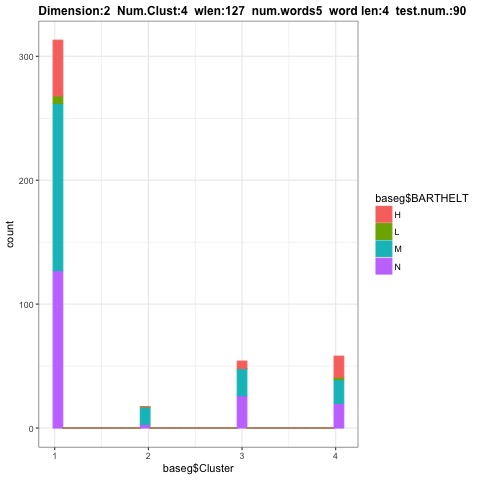 Dimension:2 Num.Clust:4 wlen:127 num.words5 word len:4 test.num.:90
300
200
100
0
count
1 2 3 4
baseg$Cluster
baseg$BARTHELT
H
L
M
N